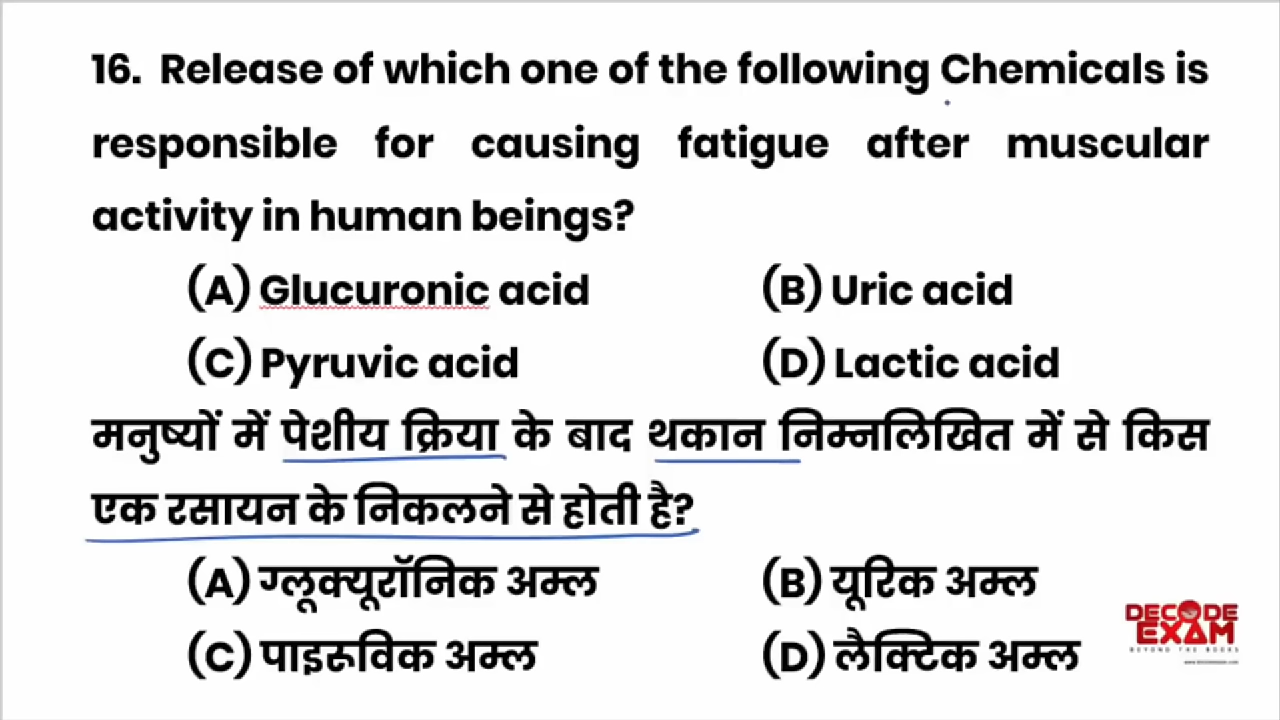 16. Release of which one of the following Chemicals is
responsible for causing fatigue after muscular
activity in human beings?
(A) Glucuronic acid (B) Uric acid
(C) Pyruvic acid (D) Lactic acid
मनुष्यों में पेशीय क्रिया के बाद थकान निम्नलिखित में से किस
एक रसायन के निकलने से होती है?
(A) ग्लूक्यूरॉनिक अम्ल (B) यूरिक अम्ल
(C) पाइरूविक अम्ल (D) लैक्टिक अम्ल
DECODE
EXAM
BEYOND THE BOOKS